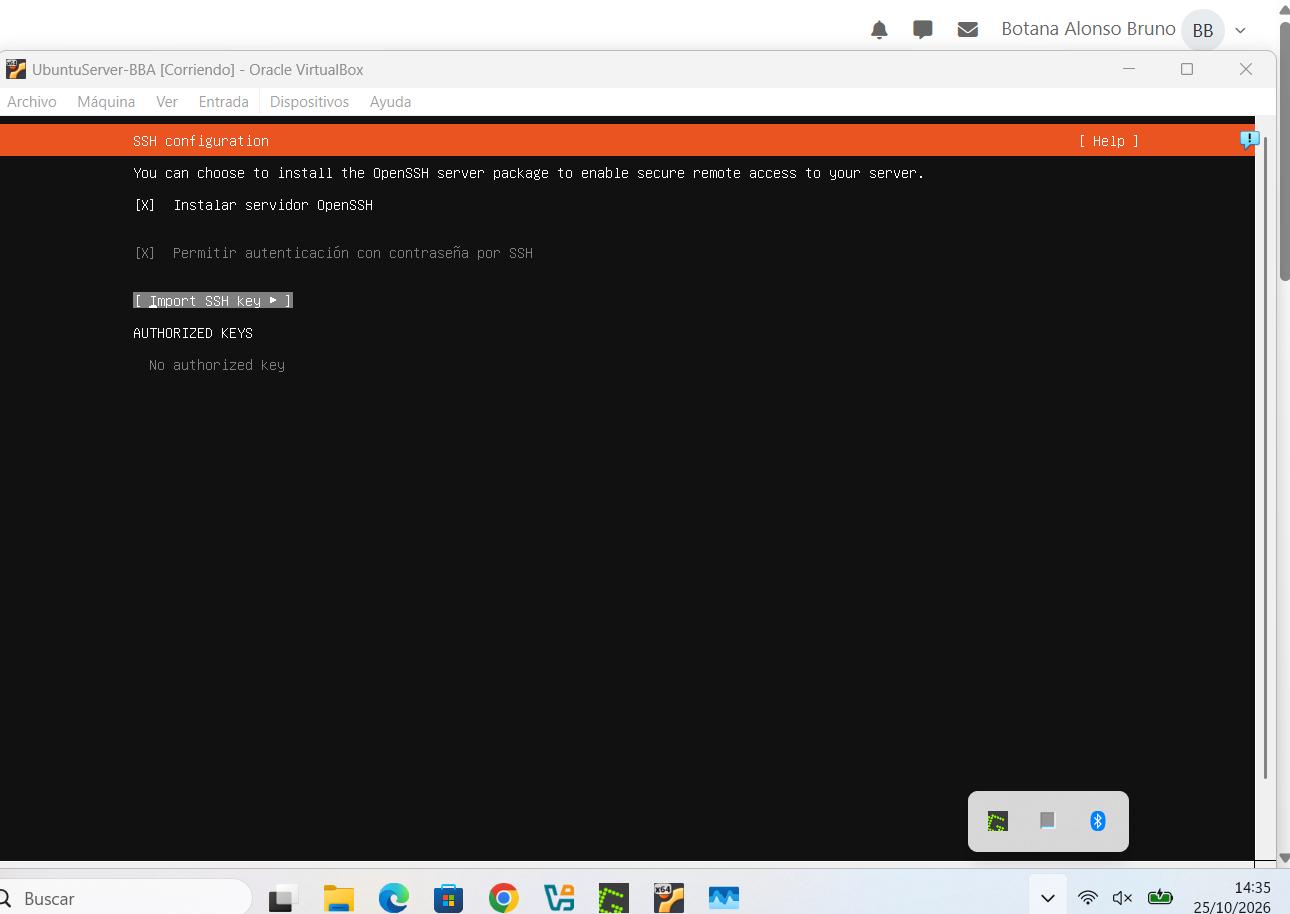 Botana Alonso Bruno BB
UbuntuServer-BBA [Corriendo] - Oracle VirtualBox
Archivo Máquina Ver Entrada Dispositivos Ayuda
SSH configuration [ Help ]
You can choose to install the OpenSSH server package to enable secure remote access to your server.
[X] Instalar servidor OpenSSH
[X] Permitir autenticación con contraseña por SSH
[ Import SSH key ▸ ]
AUTHORIZED KEYS
No authorized key
Buscar
x64
14:35
25/10/2026